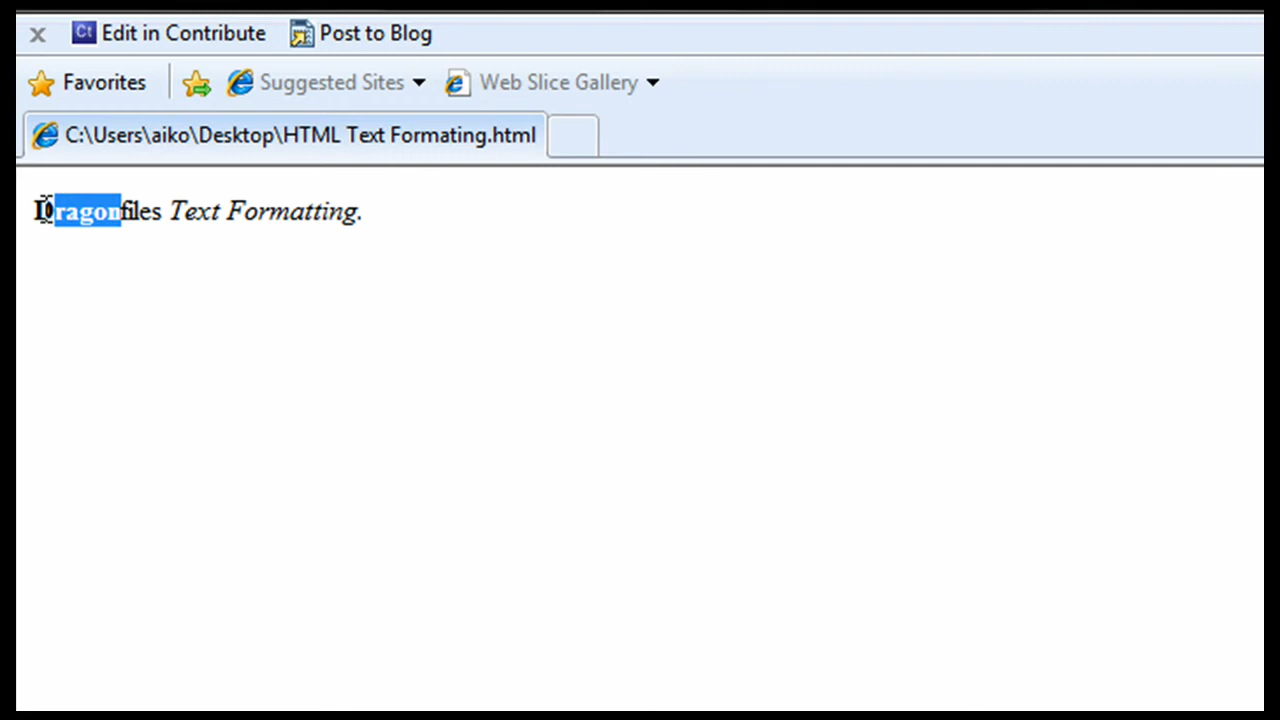 x Ct Edit in Contribute Post to Blog
Favorites Suggested Sites Web Slice Gallery
C:\Users\aiko\Desktop\HTML Text Formating.html
Dragonfiles Text Formatting.